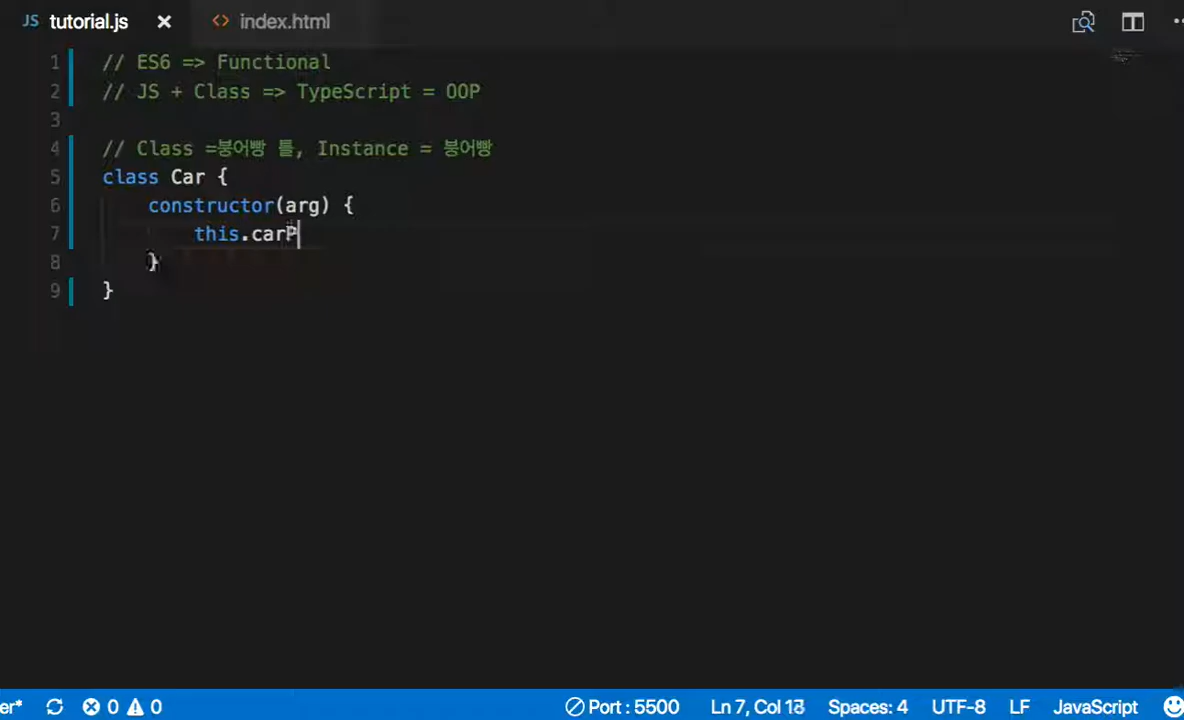 JS tutorial.js × <> index.html
1 // ES6 => Functional
2 // JS + Class => TypeScript = OOP
3
4 // Class =붕어빵 틀, Instance = 붕어빵
5 class Car {
6 constructor(arg) {
7 this.carP
8 }
9 }
er* 0 0 Port : 5500 Ln 7, Col 13 Spaces: 4 UTF-8 LF JavaScript